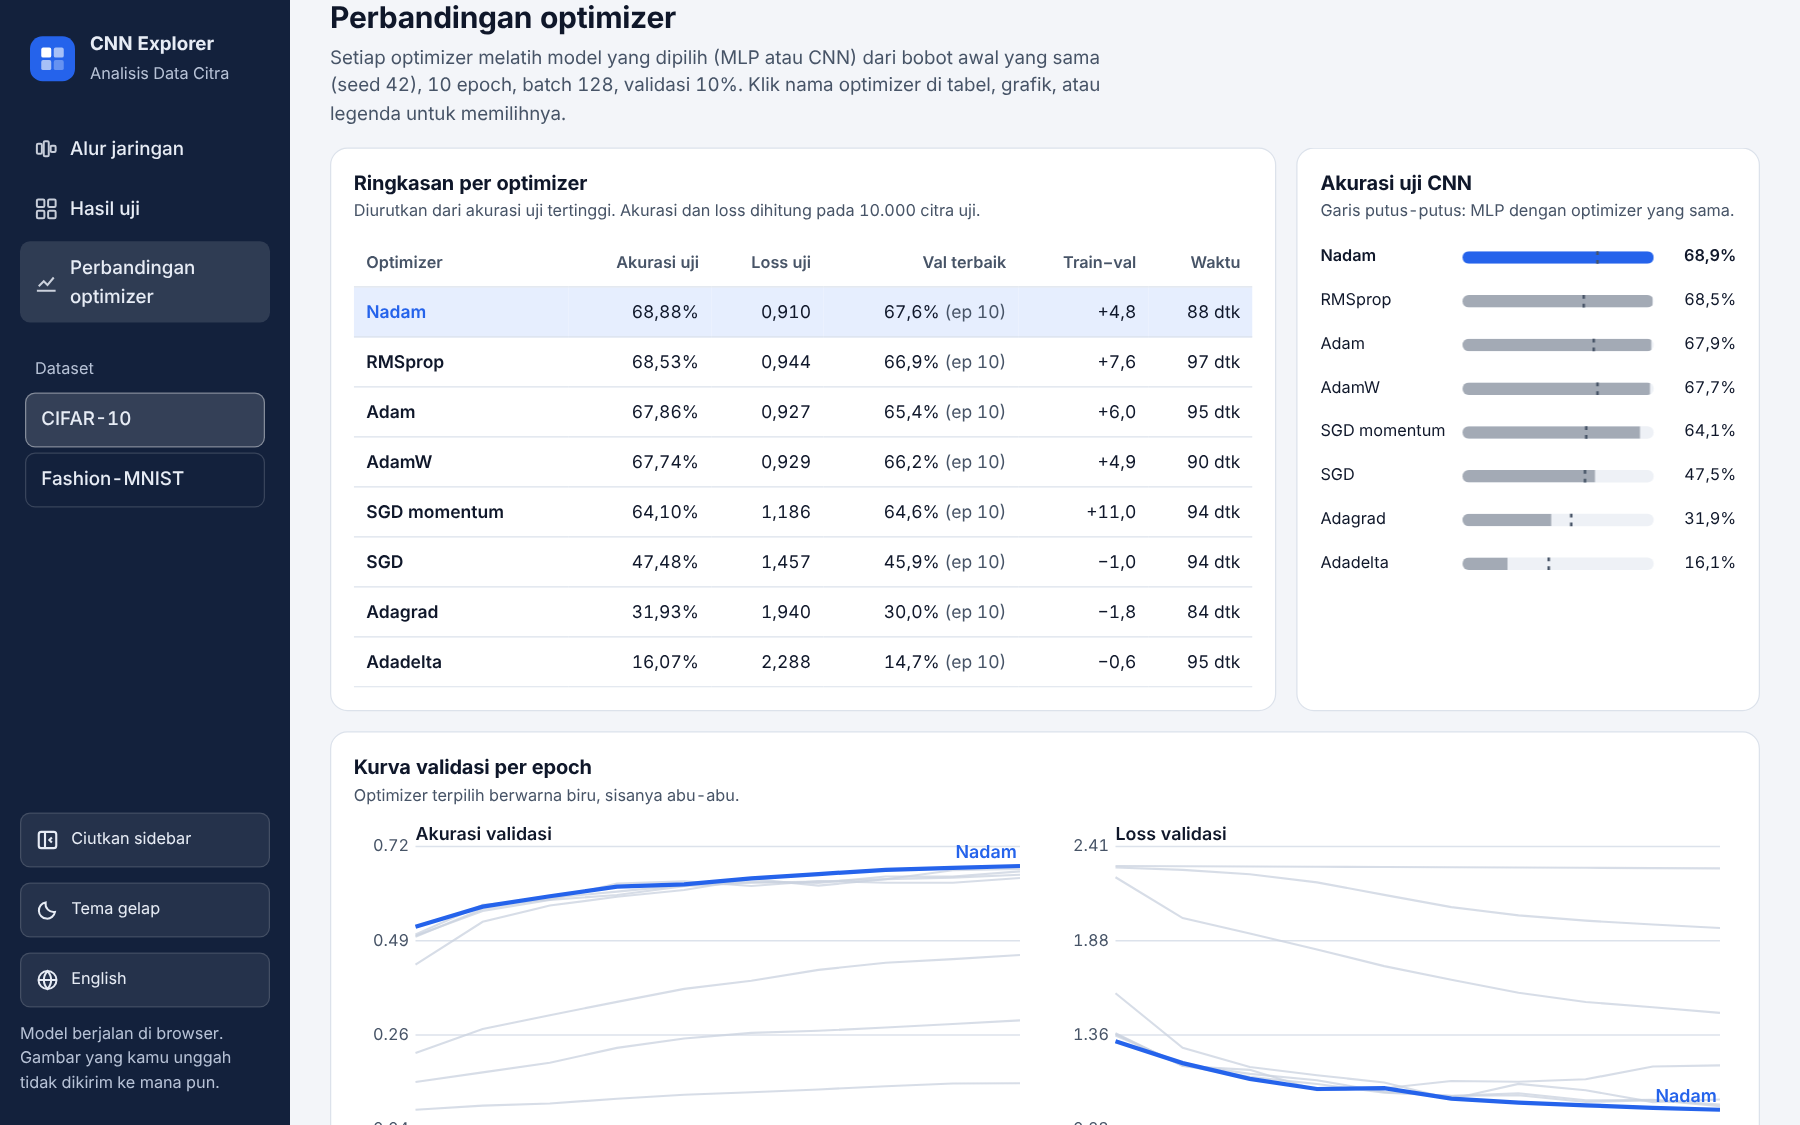 CNN Explorer
Analisis Data Citra
Alur jaringan
Hasil uji
Perbandingan
optimizer
Dataset
CIFAR-10
Fashion-MNIST
Ciutkan sidebar
Tema gelap
English
Model berjalan di browser.
Gambar yang kamu unggah
tidak dikirim ke mana pun.
Perbandingan optimizer
Setiap optimizer melatih model yang dipilih (MLP atau CNN) dari bobot awal yang sama
(seed 42), 10 epoch, batch 128, validasi 10%. Klik nama optimizer di tabel, grafik, atau
legenda untuk memilihnya.
Ringkasan per optimizer
Diurutkan dari akurasi uji tertinggi. Akurasi dan loss dihitung pada 10.000 citra uji.
Optimizer Akurasi uji Loss uji Val terbaik Train−val Waktu
Nadam 68,88% 0,910 67,6% (ep 10) +4,8 88 dtk
RMSprop 68,53% 0,944 66,9% (ep 10) +7,6 97 dtk
Adam 67,86% 0,927 65,4% (ep 10) +6,0 95 dtk
AdamW 67,74% 0,929 66,2% (ep 10) +4,9 90 dtk
SGD momentum 64,10% 1,186 64,6% (ep 10) +11,0 94 dtk
SGD 47,48% 1,457 45,9% (ep 10) −1,0 94 dtk
Adagrad 31,93% 1,940 30,0% (ep 10) −1,8 84 dtk
Adadelta 16,07% 2,288 14,7% (ep 10) −0,6 95 dtk
Akurasi uji CNN
Garis putus-putus: MLP dengan optimizer yang sama.
Nadam 68,9%
RMSprop 68,5%
Adam 67,9%
AdamW 67,7%
SGD momentum 64,1%
SGD 47,5%
Adagrad 31,9%
Adadelta 16,1%
Kurva validasi per epoch
Optimizer terpilih berwarna biru, sisanya abu-abu.
Akurasi validasi
0.72
Nadam
0.49
0.26
Loss validasi
2.41
1.88
1.36
Nadam